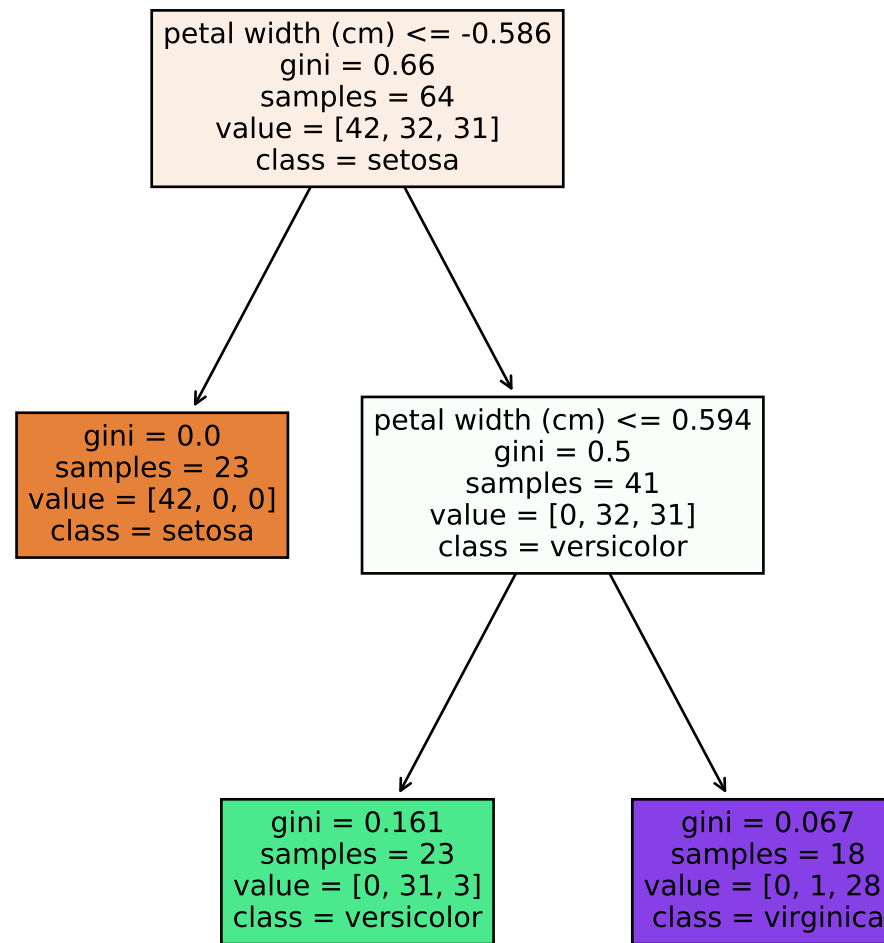 petal width (cm) <= -0.586
gini = 0.66
samples = 64
value = [42, 32, 31]
class = setosa
gini = 0.0
samples = 23
value = [42, 0, 0]
class = setosa
petal width (cm) <= 0.594
gini = 0.5
samples = 41
value = [0, 32, 31]
class = versicolor
gini = 0.161
samples = 23
value = [0, 31, 3]
class = versicolor
gini = 0.067
samples = 18
value = [0, 1, 28
class = virginica